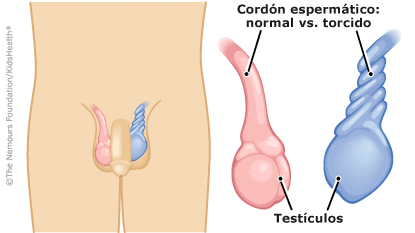 Cordón espermático:
normal vs. torcido
Testículos
©The Nemours Foundation/KidsHealth®